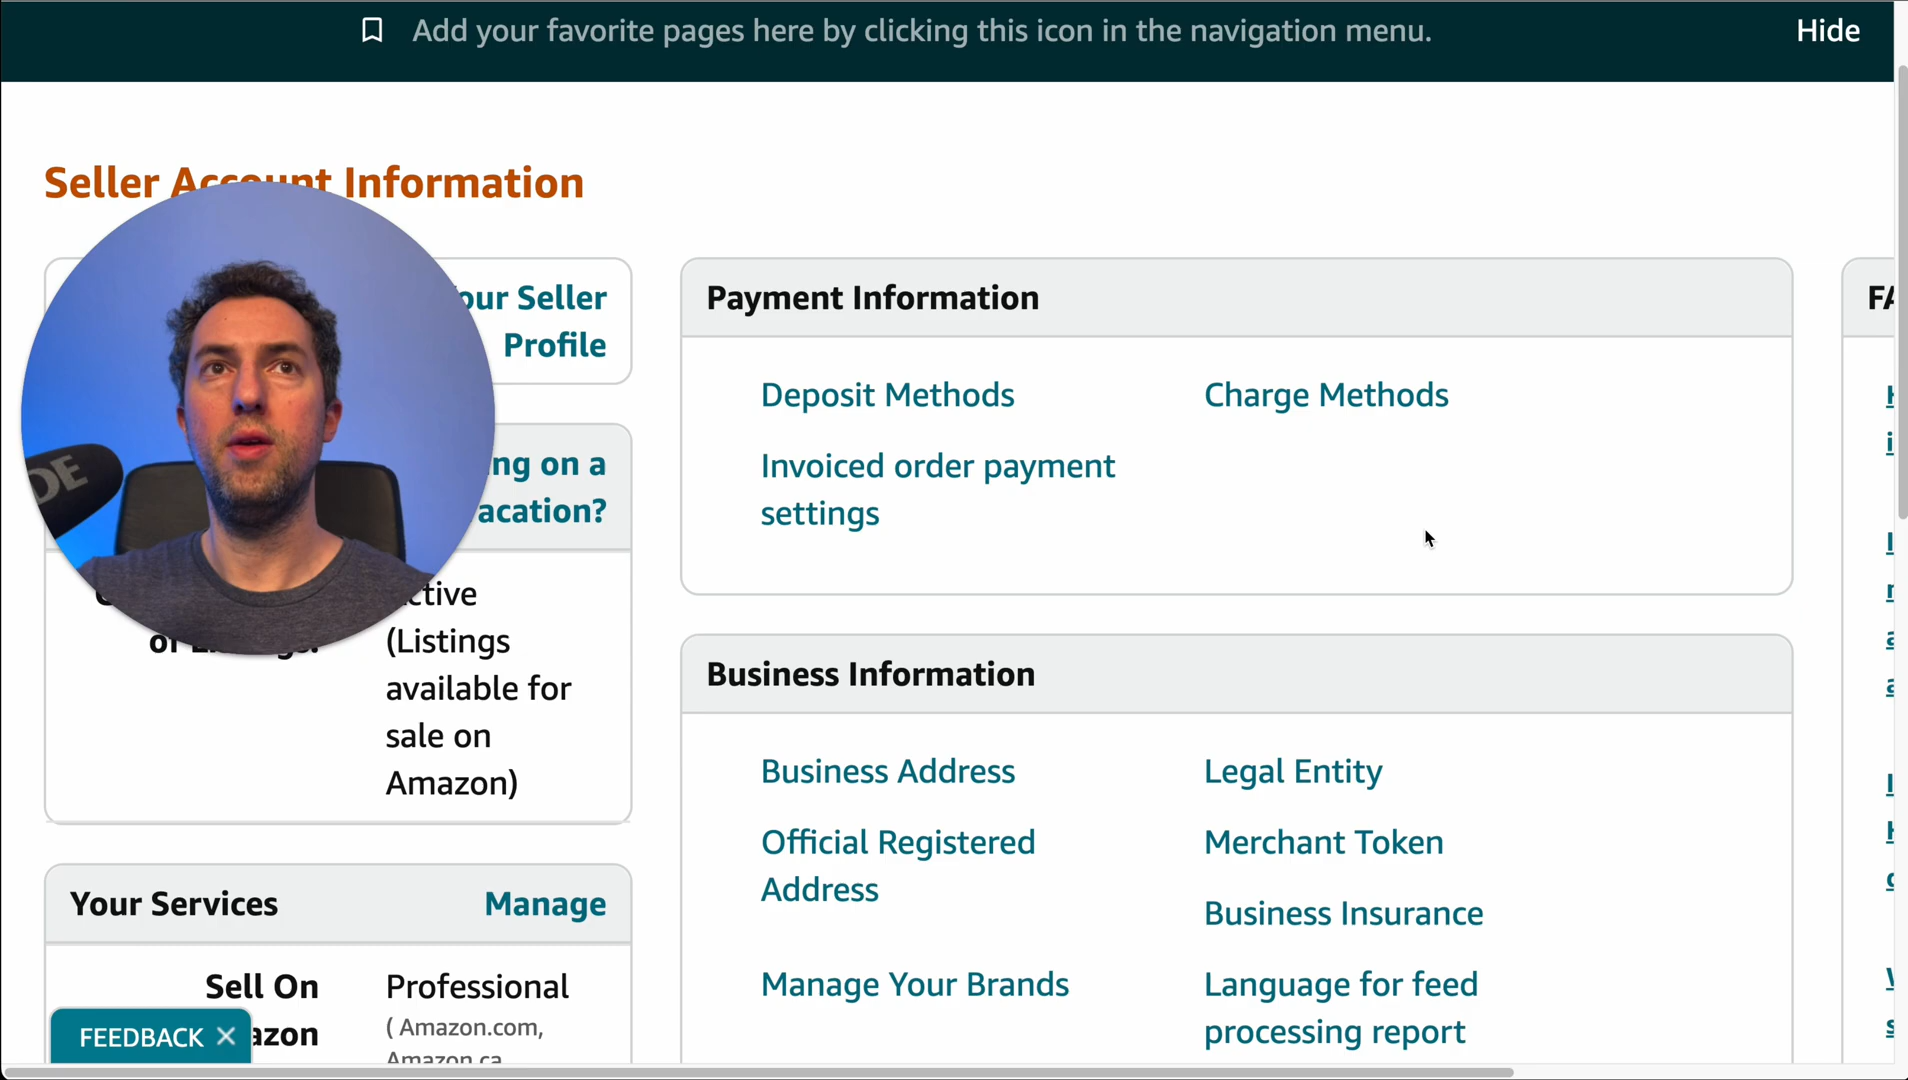 Add your favorite pages here by clicking this icon in the navigation menu.
Hide
Seller Account Information
our Seller
Profile
ng on a
acation?
ctive
(Listings
available for
sale on
Amazon)
Your Services
Manage
Sell On
azon
Professional
( Amazon.com,
Amazon.ca
FEEDBACK
Payment Information
Deposit Methods
Charge Methods
Invoiced order payment
settings
Business Information
Business Address
Legal Entity
Official Registered
Address
Merchant Token
Business Insurance
Manage Your Brands
Language for feed
processing report